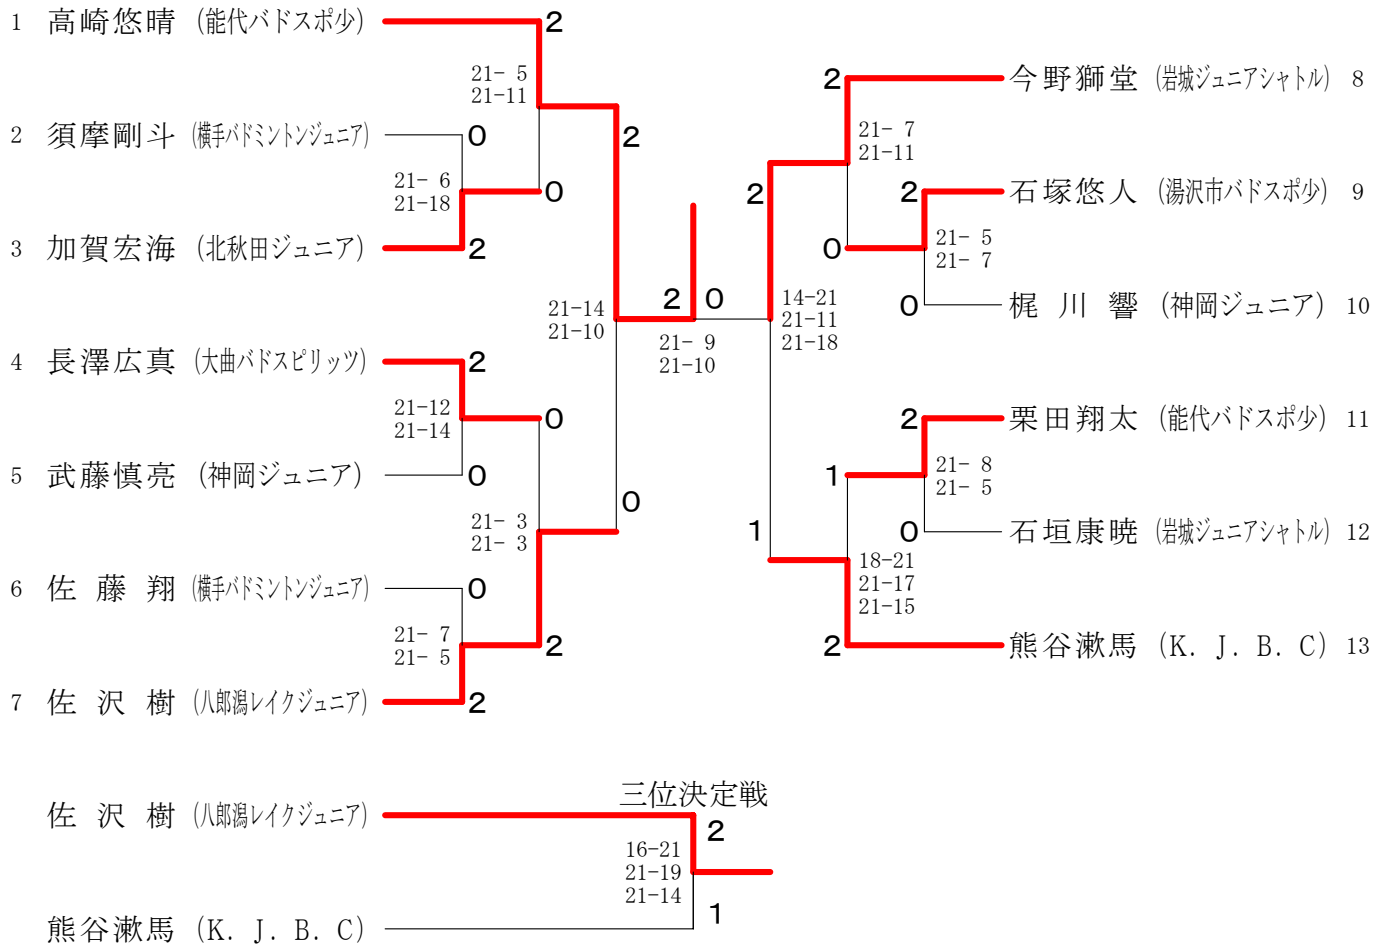 1 高崎悠晴 (能代バドスポ少) 2
21- 5
21-11
2 須摩剛斗 (横手バドミントンジュニア) 0
2
21- 6
21-18
0
3 加賀宏海 (北秋田ジュニア) 2
21-14
21-10
4 長澤広真 (大曲バドスピリッツ) 2
21-12
21-14
0
5 武藤慎亮 (神岡ジュニア) 0
0
21- 3
21- 3
6 佐藤翔 (横手バドミントンジュニア) 0
21- 7
21- 5
2
7 佐沢樹 (八郎潟レイクジュニア) 2
2 0
21- 9
21-10
2 今野獅堂 (岩城ジュニアシャトル) 8
21- 7
21-11
2
2 石塚悠人 (湯沢市バドスポ少) 9
0
21- 5
21- 7
0 梶川響 (神岡ジュニア) 10
14-21
21-11
21-18
2 栗田翔太 (能代バドスポ少) 11
1
21- 8
21- 5
1
0 石垣康暁 (岩城ジュニアシャトル) 12
18-21
21-17
21-15
2 熊谷漱馬 (K. J. B. C) 13
三位決定戦
佐沢樹 (八郎潟レイクジュニア) 2
16-21
21-19
21-14
熊谷漱馬 (K. J. B. C) 1